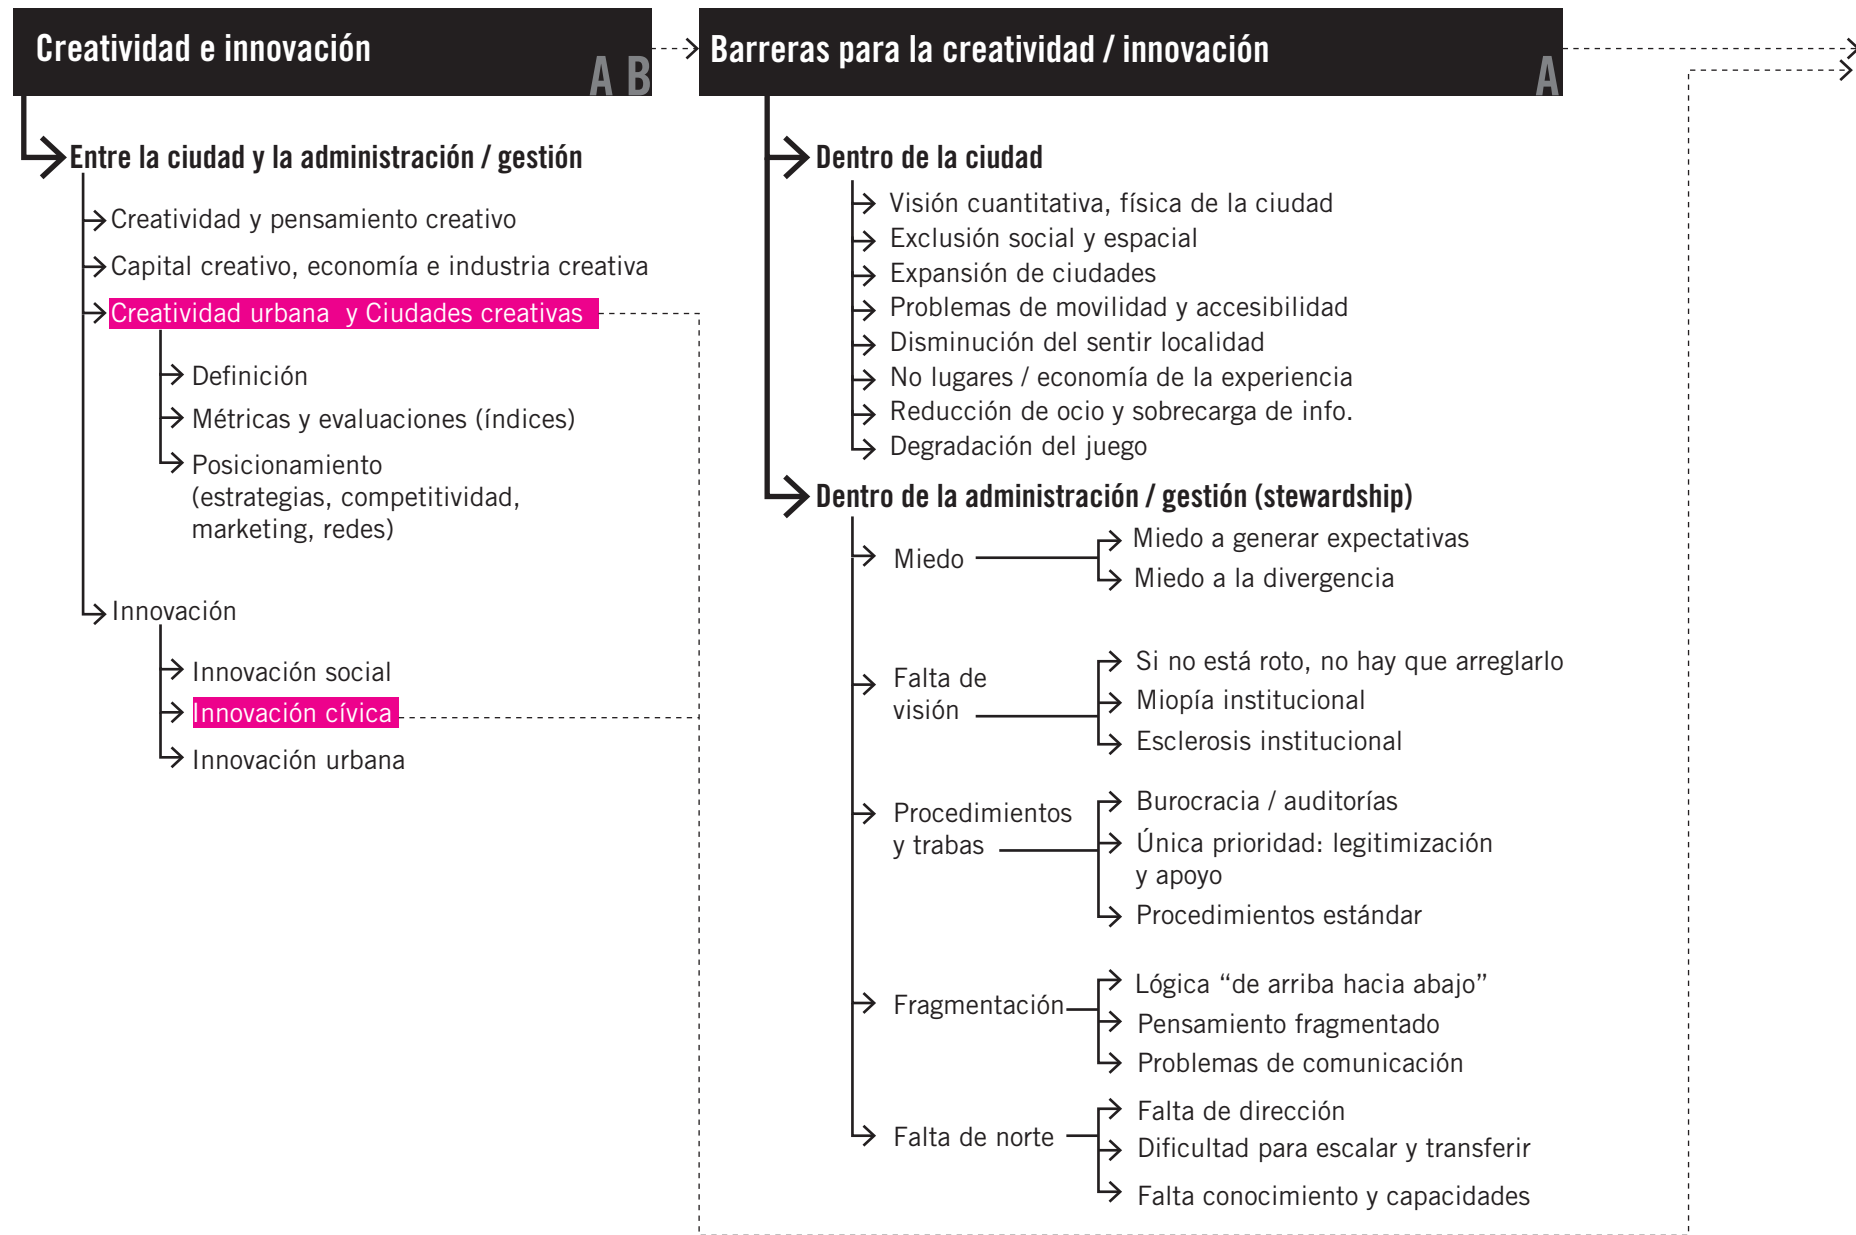 Creatividad e innovación
A B
Entre la ciudad y la administración / gestión
Creatividad y pensamiento creativo
Capital creativo, economía e industria creativa
Creatividad urbana y Ciudades creativas
Definición
Métricas y evaluaciones (índices)
Posicionamiento
(estrategias, competitividad,
marketing, redes)
Innovación
Innovación social
Innovación cívica
Innovación urbana
Barreras para la creatividad / innovación
A
Dentro de la ciudad
Visión cuantitativa, física de la ciudad
Exclusión social y espacial
Expansión de ciudades
Problemas de movilidad y accesibilidad
Disminución del sentir localidad
No lugares / economía de la experiencia
Reducción de ocio y sobrecarga de info.
Degradación del juego
Dentro de la administración / gestión (stewardship)
Miedo
Miedo a generar expectativas
Miedo a la divergencia
Falta de
visión
Si no está roto, no hay que arreglarlo
Miopía institucional
Esclerosis institucional
Procedimientos
y trabas
Burocracia / auditorías
Única prioridad: legitimización
y apoyo
Procedimientos estándar
Fragmentación
Lógica “de arriba hacia abajo”
Pensamiento fragmentado
Problemas de comunicación
Falta de norte
Falta de dirección
Dificultad para escalar y transferir
Falta conocimiento y capacidades